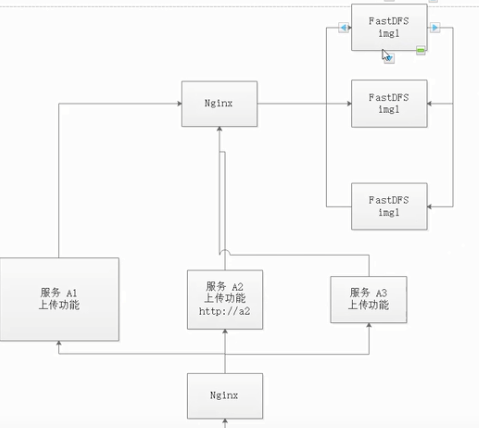 FastDFS
img1
Nginx
FastDFS
img1
FastDFS
img1
服务 A1
上传功能
服务 A2
上传功能
http://a2
服务 A3
上传功能
Nginx